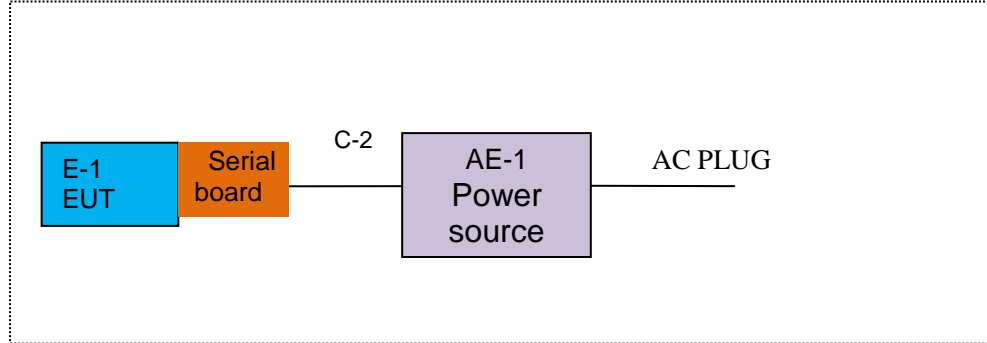 E-1
EUT
Serial
board
C-2
AE-1
Power
source
AC PLUG